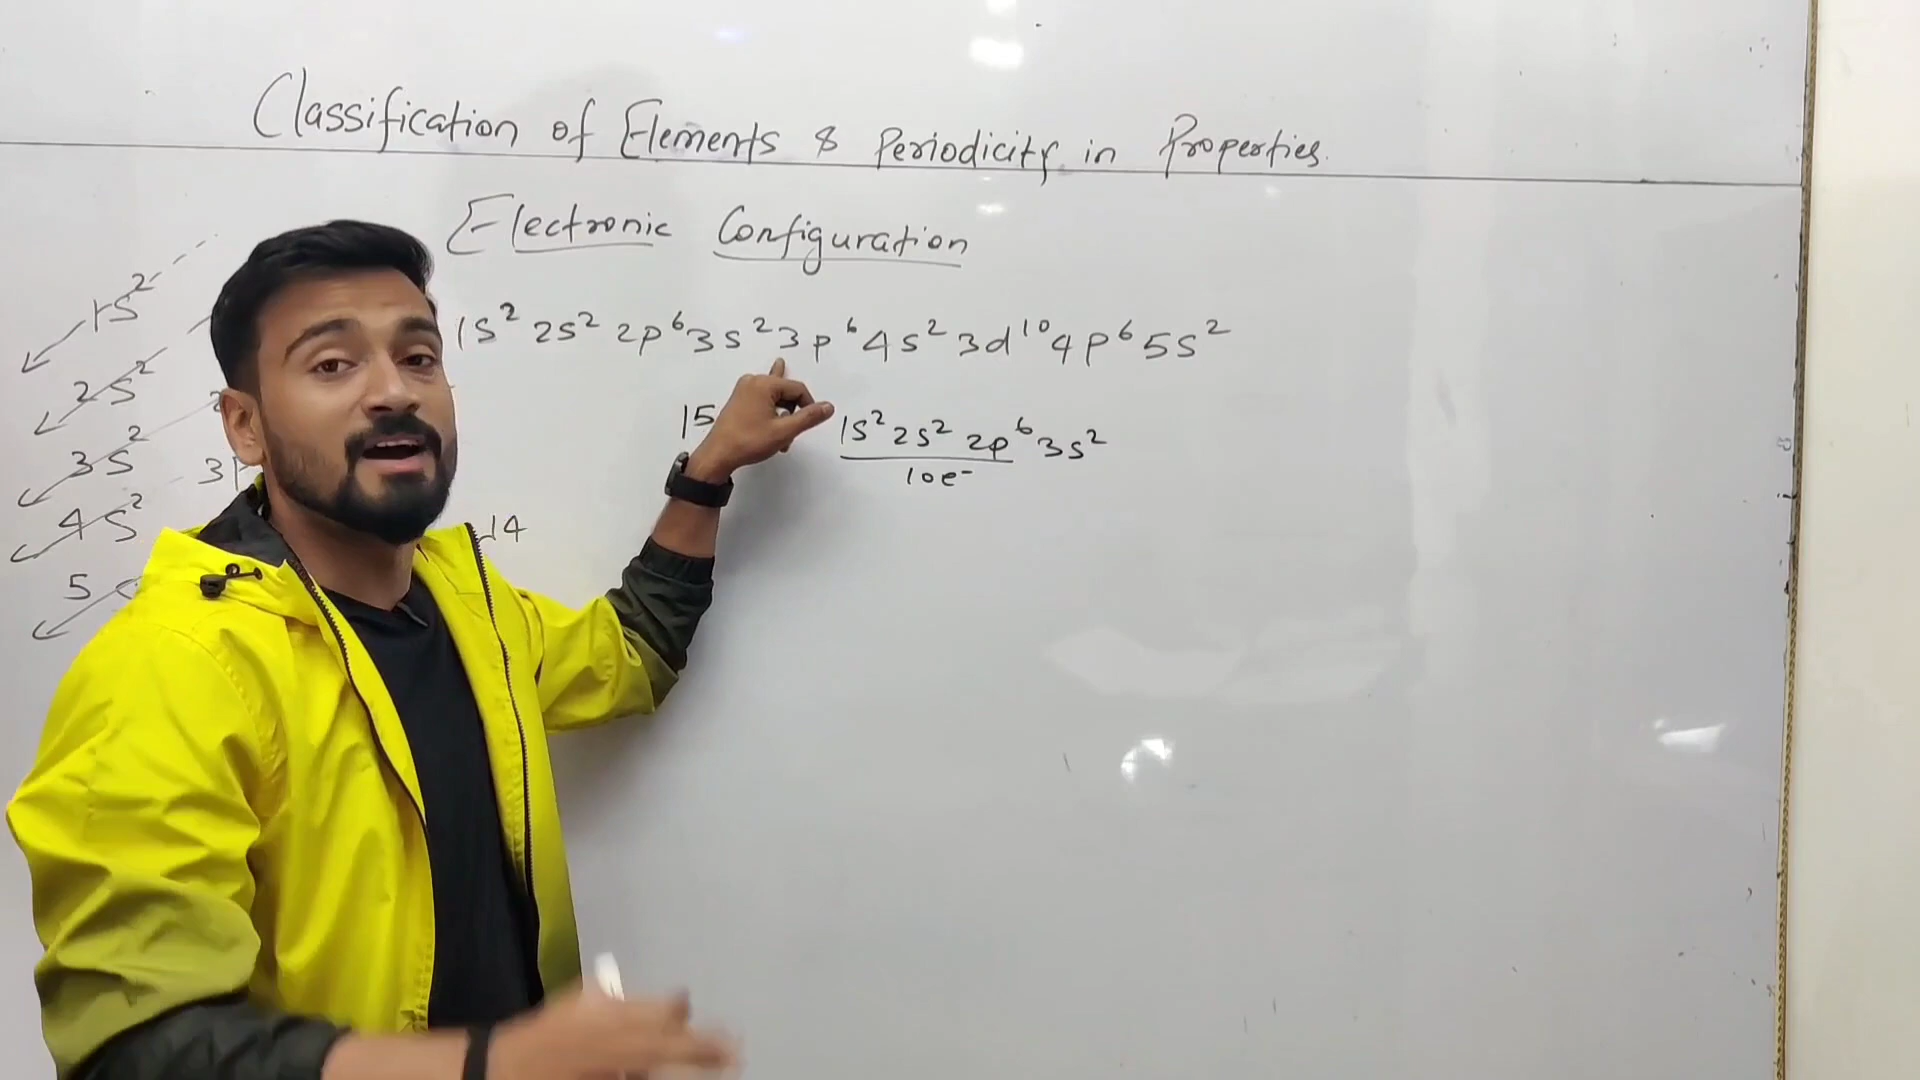 Classification of Elements & Periodicity in Properties.
Electronic Configuration
1s² 2s² 2p⁶ 3s² 3p⁶ 4s² 3d¹⁰ 4p⁶ 5s²
15 1s² 2s² 2p⁶ 3s²
10e⁻
1s²
2s²
3s² 3p
4s²
14
5